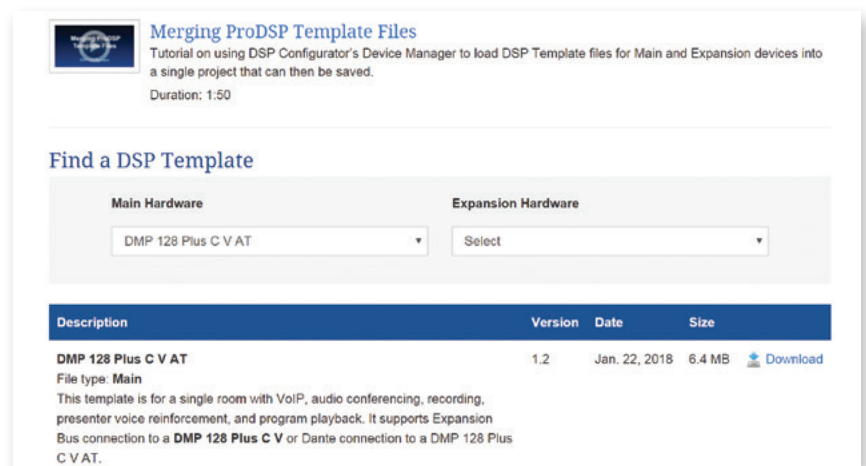 Merging ProDSP
Template Files
Merging ProDSP Template Files
Tutorial on using DSP Configurator's Device Manager to load DSP Template files for Main and Expansion devices into
a single project that can then be saved.
Duration: 1:50
Find a DSP Template
Main Hardware Expansion Hardware
DMP 128 Plus C V AT Select
Description Version Date Size
DMP 128 Plus C V AT 1.2 Jan. 22, 2018 6.4 MB Download
File type: Main
This template is for a single room with VoIP, audio conferencing, recording,
presenter voice reinforcement, and program playback. It supports Expansion
Bus connection to a DMP 128 Plus C V or Dante connection to a DMP 128 Plus
C V AT.